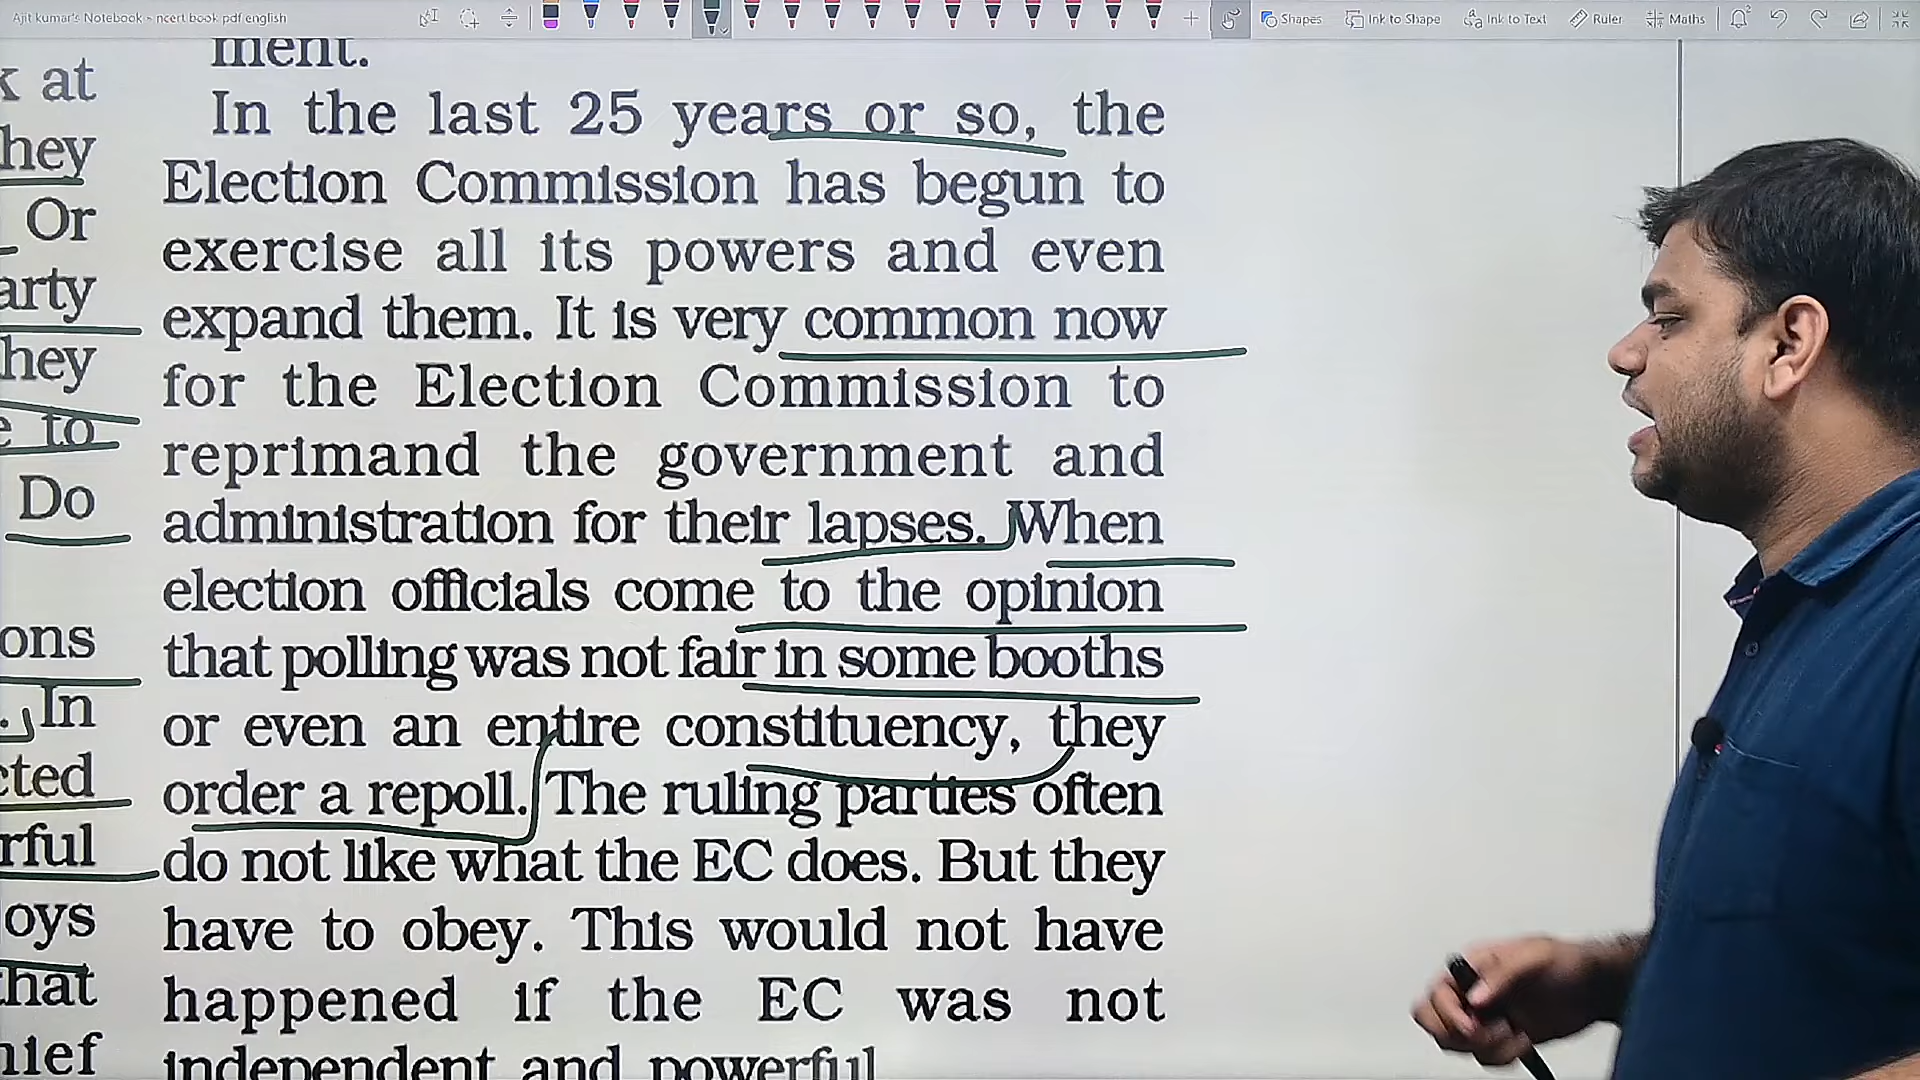 Ajit kumar's Notebook ~ ncert book pdf english
Shapes
Ink to Shape
Ink to Text
Ruler
Maths
k at
hey
Or
arty
hey
e to
Do
ons
. In
cted
rful
oys
that
hief
ment.
In the last 25 years or so, the
Election Commission has begun to
exercise all its powers and even
expand them. It is very common now
for the Election Commission to
reprimand the government and
administration for their lapses. When
election officials come to the opinion
that polling was not fair in some booths
or even an entire constituency, they
order a repoll. The ruling parties often
do not like what the EC does. But they
have to obey. This would not have
happened if the EC was not
independent and powerful